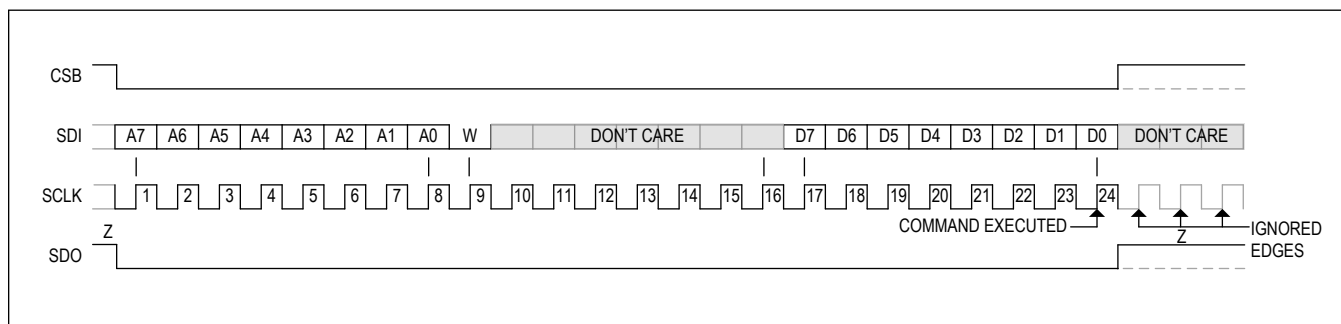 CSB
SDI A7 A6 A5 A4 A3 A2 A1 A0 W DON'T CARE D7 D6 D5 D4 D3 D2 D1 D0 DON'T CARE
SCLK 1 2 3 4 5 6 7 8 9 10 11 12 13 14 15 16 17 18 19 20 21 22 23 24
COMMAND EXECUTED IGNORED
Z Z EDGES
SDO